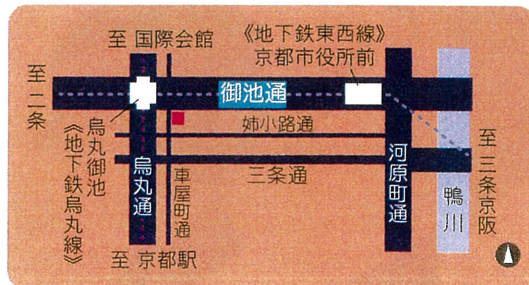 至 国際会館
《地下鉄東西線》
京都市役所前
至 二条
御池通
烏丸御池
《地下鉄烏丸線》
姉小路通
烏丸通
車屋町通
三条通
河原町通
鴨川
至 三条京阪
至 京都駅